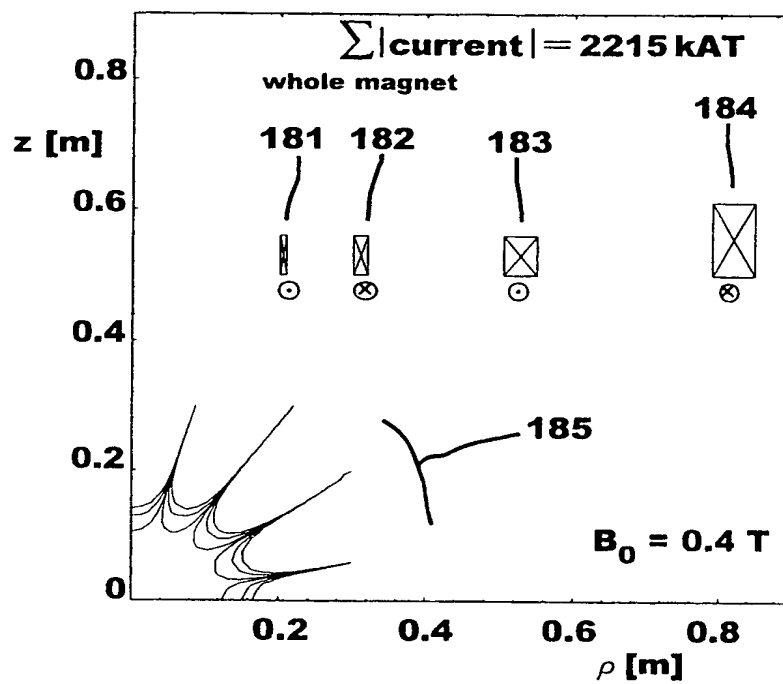 ∑|current| = 2215 kAT
whole magnet
0.8
z [m]
181
182
183
184
0.6
0.4
185
0.2
B₀ = 0.4 T
0
0.2
0.4
0.6
0.8
ρ [m]